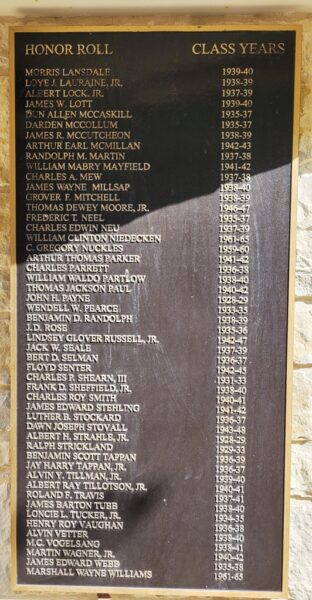 HONOR ROLL CLASS YEARS
MORRIS LANSDALE 1939-40
LOYE J. LAURAINE, JR. 1938-39
ALBERT LOCK, JR. 1937-39
JAMES W. LOTT 1939-40
DUN ALLEN MCCASKILL 1935-37
DARDEN MCCOLLUM 1935-37
JAMES R. MCCUTCHEON 1938-39
ARTHUR EARL MCMILLAN 1942-43
RANDOLPH M. MARTIN 1937-38
WILLIAM MABRY MAYFIELD 1941-42
CHARLES A. MEW 1937-38
JAMES WAYNE MILLSAP 1938-40
GROVER F. MITCHELL 1938-39
THOMAS DEWEY MOORE, JR. 1946-47
FREDERIC T. NEEL 1935-37
CHARLES EDWIN NEU 1937-39
WILLIAM CLINTON NIEDECKEN 1961-65
C. GREGORY NUCKLES 1959-60
ARTHUR THOMAS PARKER 1941-42
CHARLES PARRETT 1936-38
WILLIAM WALDO PARTLOW 1938-40
THOMAS JACKSON PAUL 1940-42
JOHN H. PAYNE 1928-29
WENDELL W. PEARCE 1933-35
BENJAMIN D. RANDOLPH 1938-39
J.D. ROSE 1935-36
LINDSEY GLOVER RUSSELL, JR. 1942-47
JACK W. SEALE 1937-39
BERT D. SELMAN 1936-37
FLOYD SENTER 1942-45
CHARLES P. SHEARN, III 1931-33
FRANK D. SHEFFIELD, JR. 1938-40
CHARLES ROY SMITH 1940-41
JAMES EDWARD STEHLING 1941-42
LUTHER B. STOCKARD 1936-37
DAWN JOSEPH STOVALL 1943-48
ALBERT H. STRAHLE, JR. 1928-29
RALPH STRICKLAND 1929-33
BENJAMIN SCOTT TAPPAN 1936-39
JAY HARRY TAPPAN, JR. 1936-37
ALVIN Y. TILLMAN, JR. 1939-40
ALBERT RAY TILLOTSON, JR. 1940-41
ROLAND F. TRAVIS 1937-41
JAMES BARTON TUBB 1938-40
LONCIE L. TUCKER, JR. 1934-35
HENRY ROY VAUGHAN 1936-38
ALVIN VETTER 1938-40
M.C. VOGELSANG 1938-41
MARTIN WAGNER, JR. 1940-42
JAMES EDWARD WEBB 1935-38
MARSHALL WAYNE WILLIAMS 1961-65